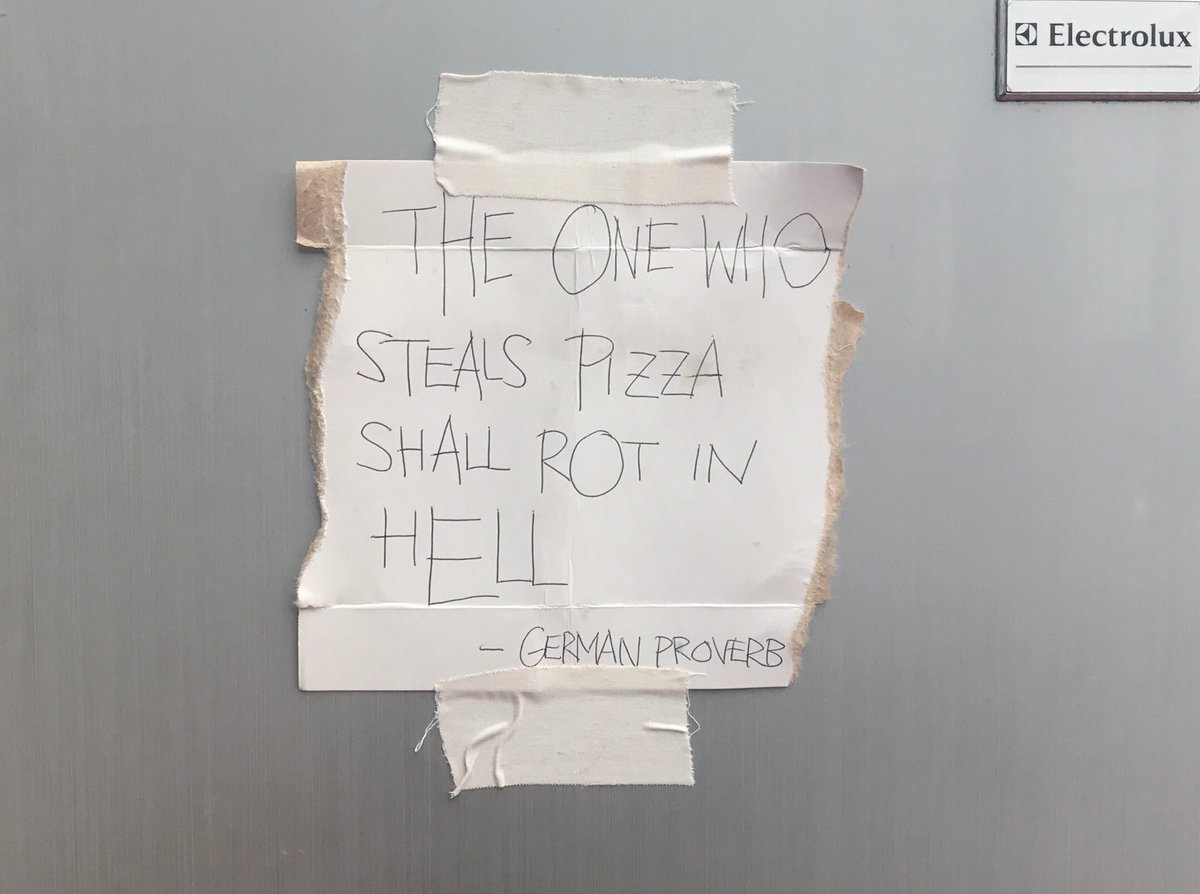 Electrolux
THE ONE WHO
STEALS PIZZA
SHALL ROT IN
HELL
- GERMAN PROVERB